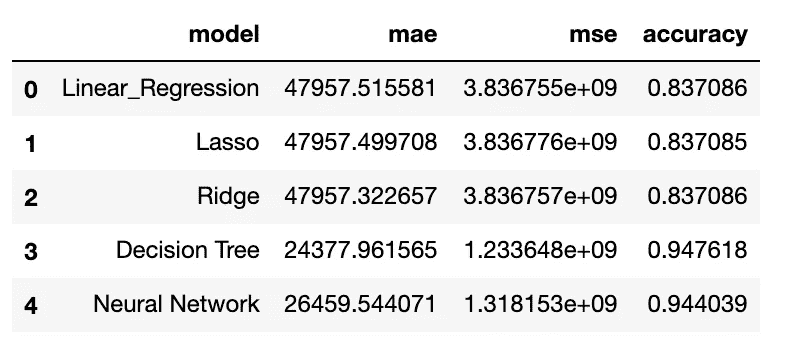 model mae mse accuracy
0 Linear_Regression 47957.515581 3.836755e+09 0.837086
1 Lasso 47957.499708 3.836776e+09 0.837085
2 Ridge 47957.322657 3.836757e+09 0.837086
3 Decision Tree 24377.961565 1.233648e+09 0.947618
4 Neural Network 26459.544071 1.318153e+09 0.944039